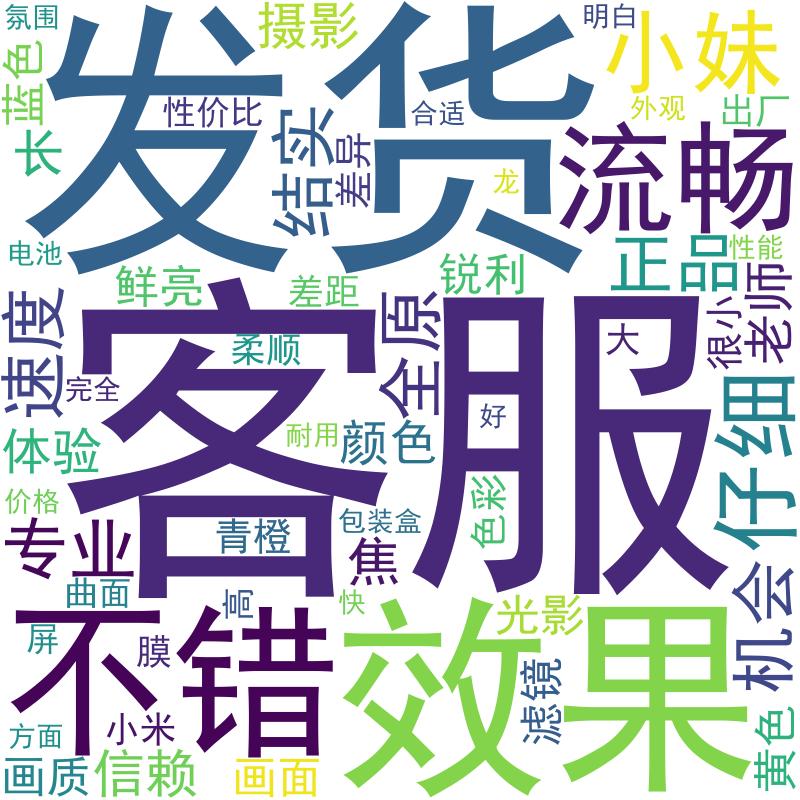 氛围
摄影
明白
小妹
蓝色
发货
性价比
合适
外观
出厂
长
结实
差异
流畅
龙
电池
鲜亮
差距
锐利
正品
性能
速度
客服
全原
柔顺
大
很小
老师
完全
好
体验
耐用
颜色
仔细
价格
色彩
包装盒
专业
青橙
焦
曲面
高
快
光影
机会
不错
效果
屏
膜
滤镜
方面
小米
黄色
画质
信赖
画面